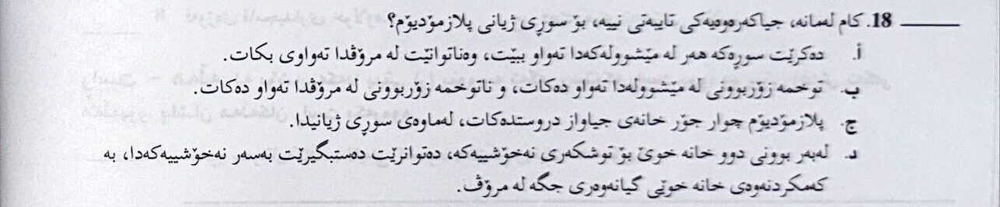 18. کام لەمانە، جیاکەرەوەیەکی تایبەتی نییە، بۆ سوڕی ژیانی پلازمۆدیۆم؟
أ. دەکرێت سوڕەکە هەر لە مێشوولەکەدا تەواو ببێت، وەناتوانێت لە مرۆڤدا تەواوی بکات.
ب. توخمە زۆربوونی لە مێشوولەدا تەواو دەکات، و ناتوخمە زۆربوونی لە مرۆڤدا تەواو دەکات.
ج. پلازمۆدیۆم چوار جۆر خانەی جیاواز دروستدەکات، لەماوەی سوڕی ژیانیدا.
د. لەبەر بوونی دوو خانە خوێ بۆ توشکەری نەخۆشییەکە، دەتوانرێت دەستبگیرێت بەسەر نەخۆشییەکەدا، بە
کەمکردنەوەی خانە خوێی گیانەوەری جگە لە مرۆڤ.